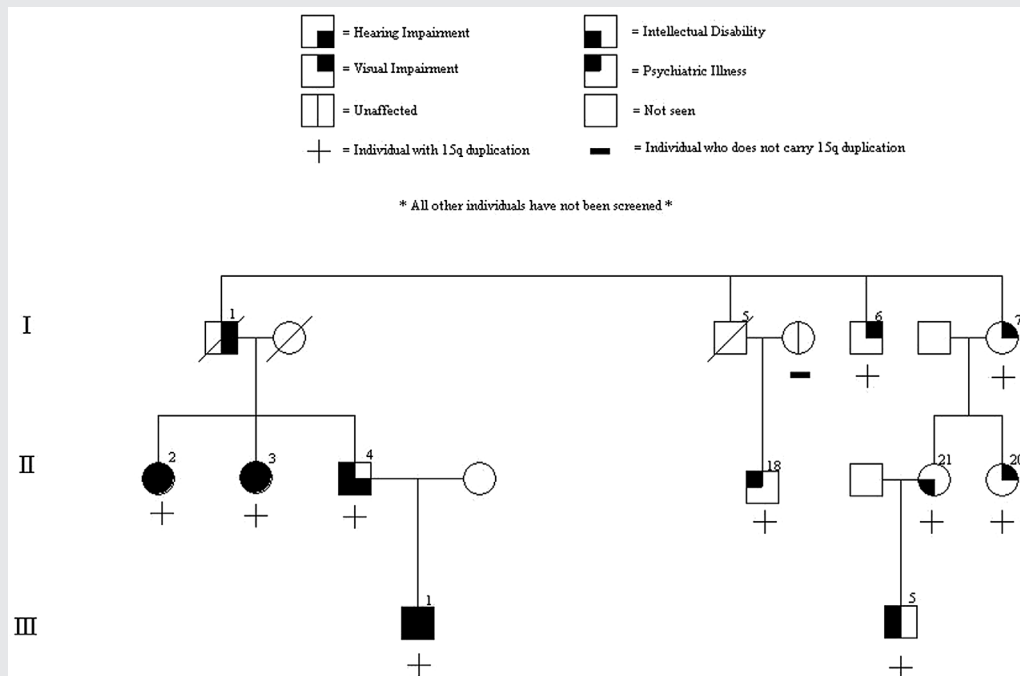 = Hearing Impairment
= Intellectual Disability
= Visual Impairment
= Psychiatric Illness
= Unaffected
= Not seen
= Individual with 15q duplication
= Individual who does not carry 15q duplication
* All other individuals have not been screened *
I
1
5
6
7
II
2
3
4
18
21
20
III
1
5